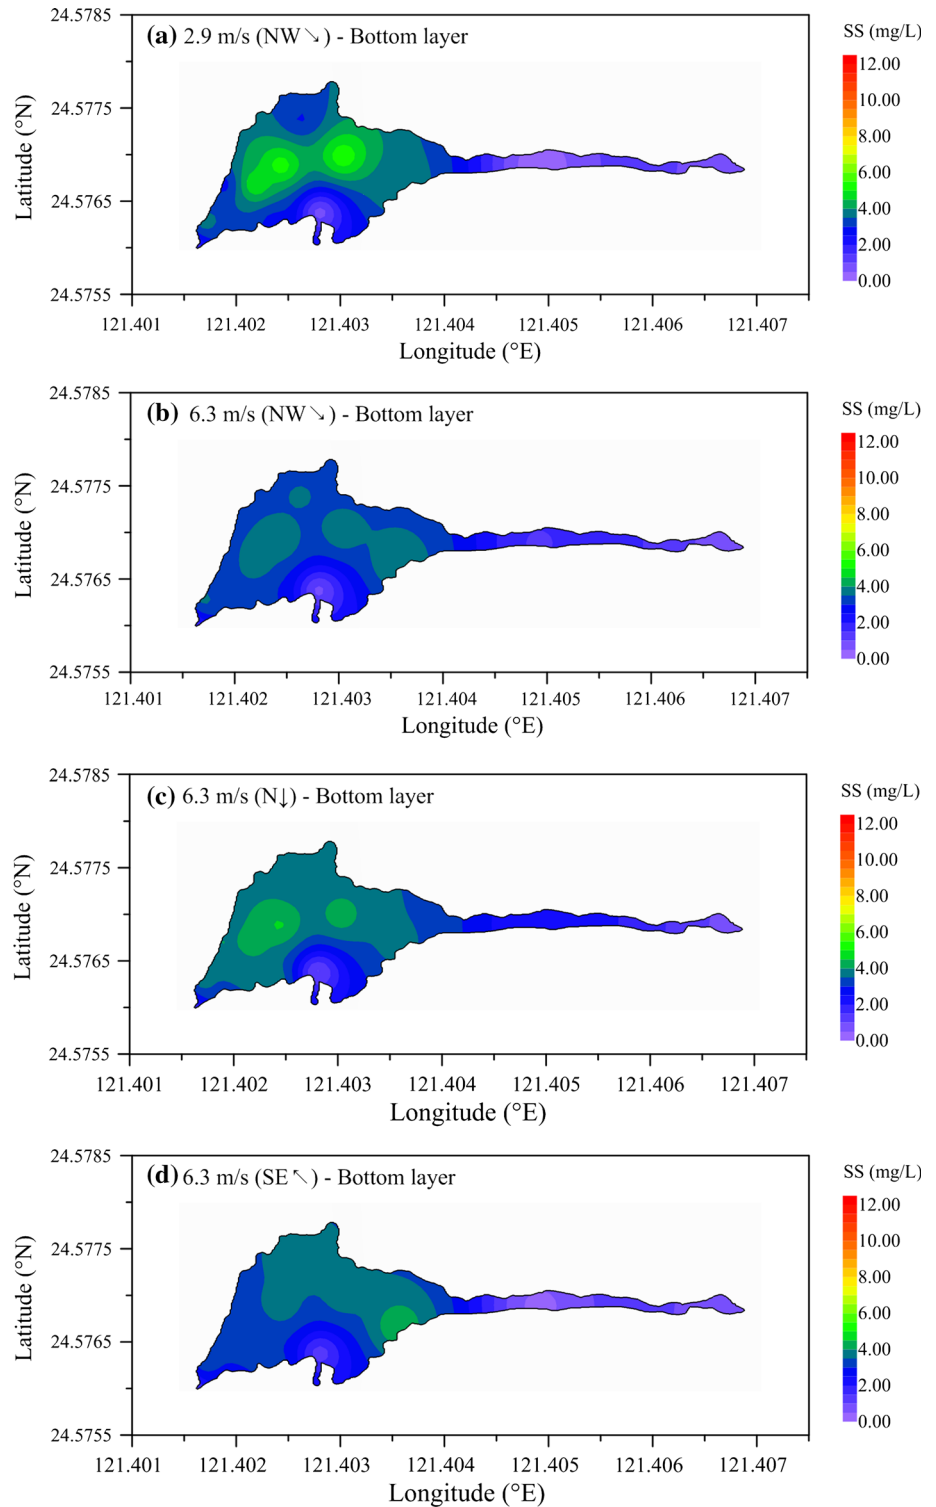 (a) 2.9 m/s (NW↘) - Bottom layer
SS (mg/L)
24.5785
24.5775
24.5765
24.5755
Latitude (°N)
12.00
10.00
8.00
6.00
4.00
2.00
0.00
121.401 121.402 121.403 121.404 121.405 121.406 121.407
Longitude (°E)
(b) 6.3 m/s (NW↘) - Bottom layer
SS (mg/L)
24.5785
24.5775
24.5765
24.5755
Latitude (°N)
12.00
10.00
8.00
6.00
4.00
2.00
0.00
121.401 121.402 121.403 121.404 121.405 121.406 121.407
Longitude (°E)
(c) 6.3 m/s (N↓) - Bottom layer
SS (mg/L)
24.5785
24.5775
24.5765
24.5755
Latitude (°N)
12.00
10.00
8.00
6.00
4.00
2.00
0.00
121.401 121.402 121.403 121.404 121.405 121.406 121.407
Longitude (°E)
(d) 6.3 m/s (SE↖) - Bottom layer
SS (mg/L)
24.5785
24.5775
24.5765
24.5755
Latitude (°N)
12.00
10.00
8.00
6.00
4.00
2.00
0.00
121.401 121.402 121.403 121.404 121.405 121.406 121.407
Longitude (°E)